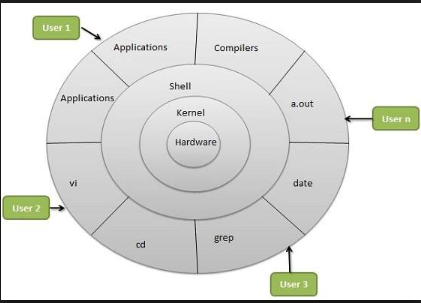 User 1
Applications
Compilers
Shell
Applications
a.out
Kernel
User n
Hardware
vi
date
User 2
cd
grep
User 3